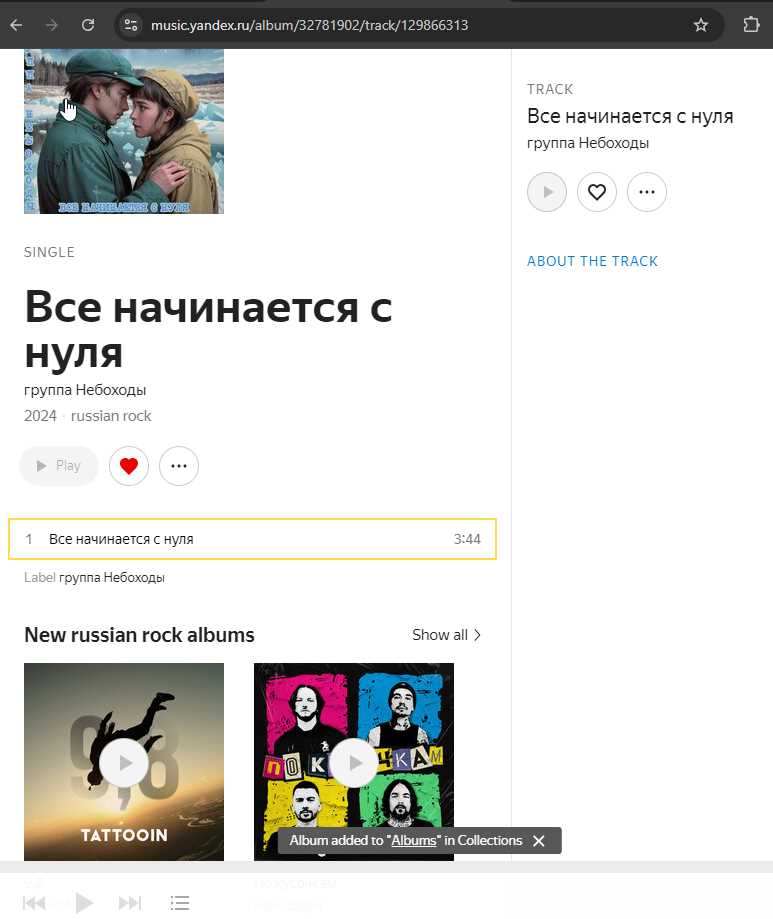 music.yandex.ru/album/32781902/track/129866313
ВСЕ НАЧИНАЕТСЯ С НУЛЯ
SINGLE
Все начинается с
нуля
группа Небоходы
2024 · russian rock
Play
1 Все начинается с нуля 3:44
Label группа Небоходы
New russian rock albums
Show all
9,8
TATTOOIN
TRACK
Все начинается с нуля
группа Небоходы
ABOUT THE TRACK
Album added to "Albums" in Collections